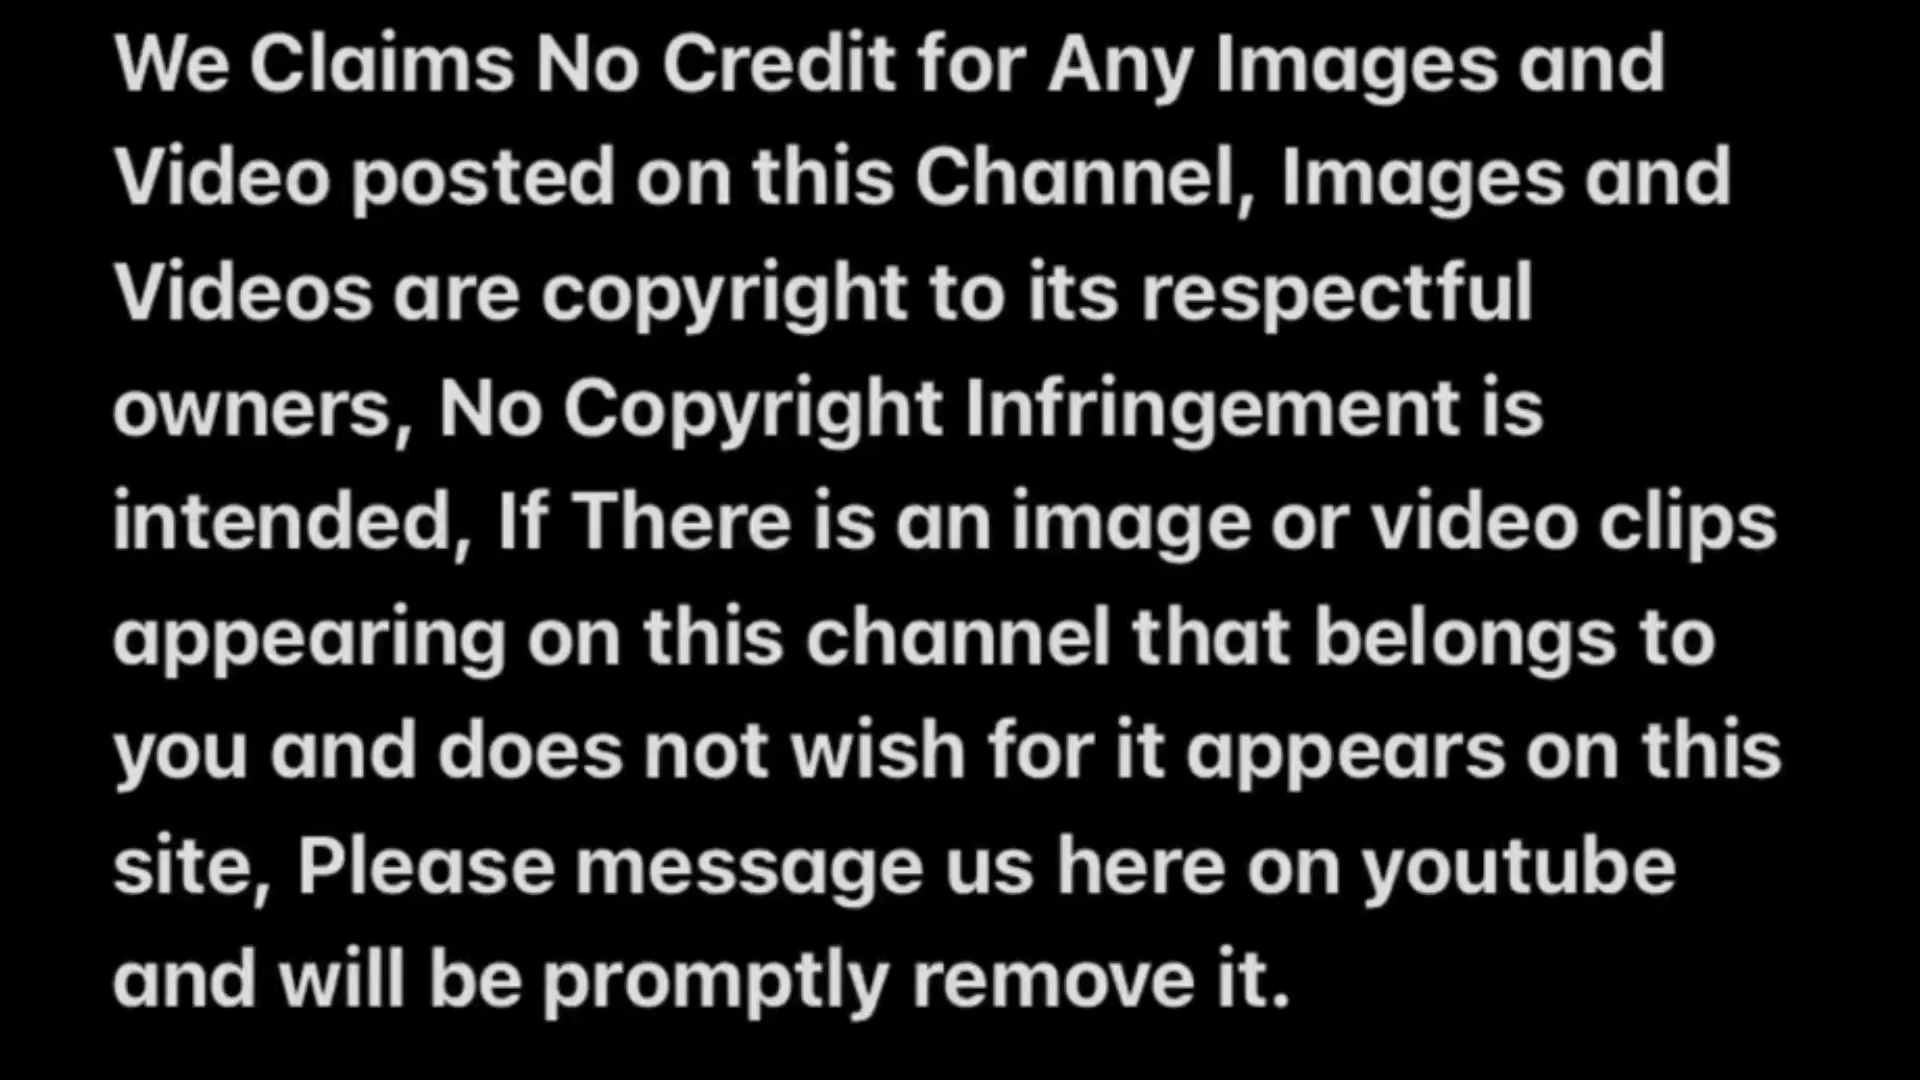 We Claims No Credit for Any Images and
Video posted on this Channel, Images and
Videos are copyright to its respectful
owners, No Copyright Infringement is
intended, If There is an image or video clips
appearing on this channel that belongs to
you and does not wish for it appears on this
site, Please message us here on youtube
and will be promptly remove it.